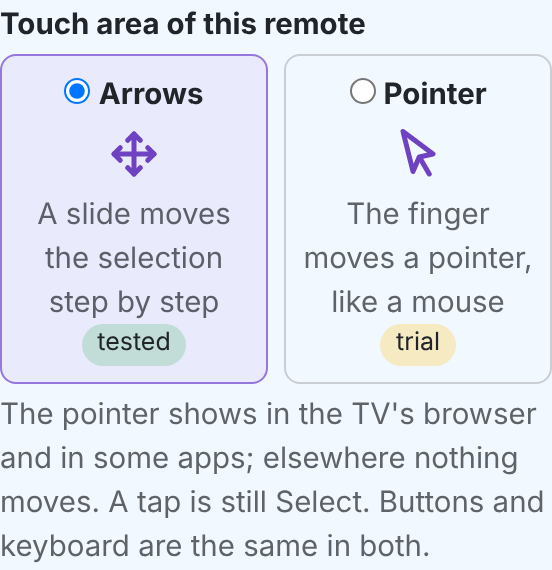 Touch area of this remote
Arrows
A slide moves
the selection
step by step
tested
Pointer
The finger
moves a pointer,
like a mouse
trial
The pointer shows in the TV's browser
and in some apps; elsewhere nothing
moves. A tap is still Select. Buttons and
keyboard are the same in both.